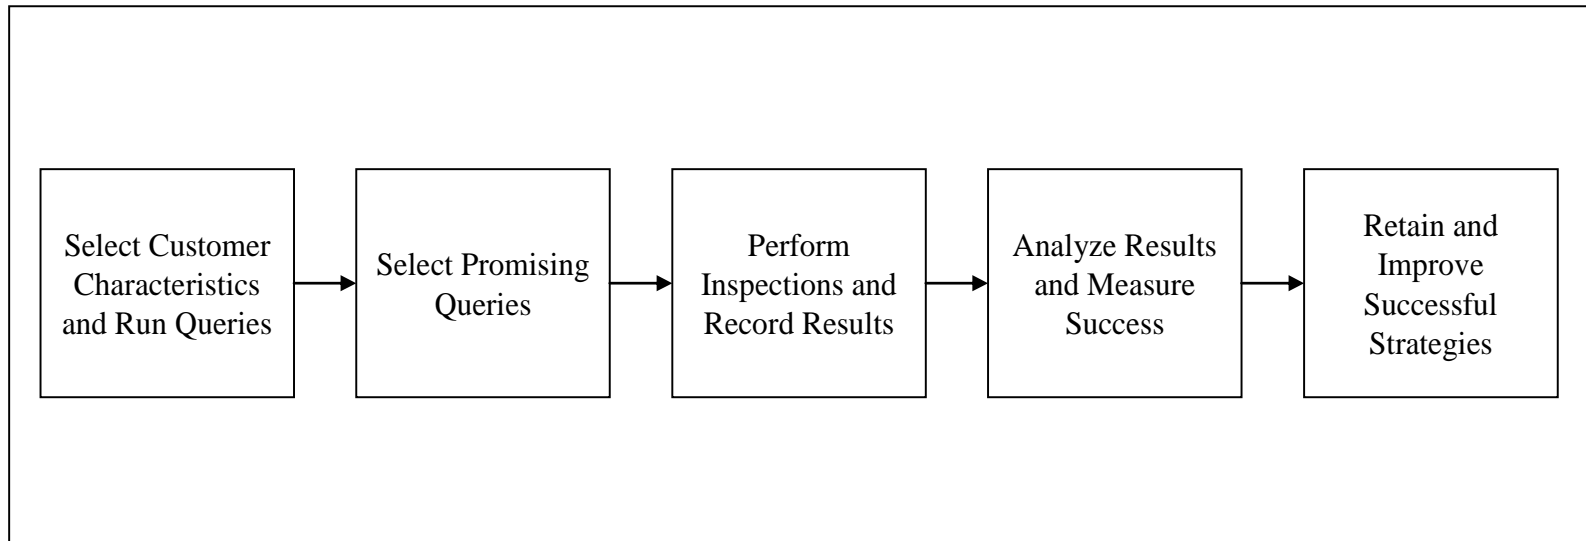 Select Customer
Characteristics
and Run Queries
Select Promising
Queries
Perform
Inspections and
Record Results
Analyze Results
and Measure
Success
Retain and
Improve
Successful
Strategies